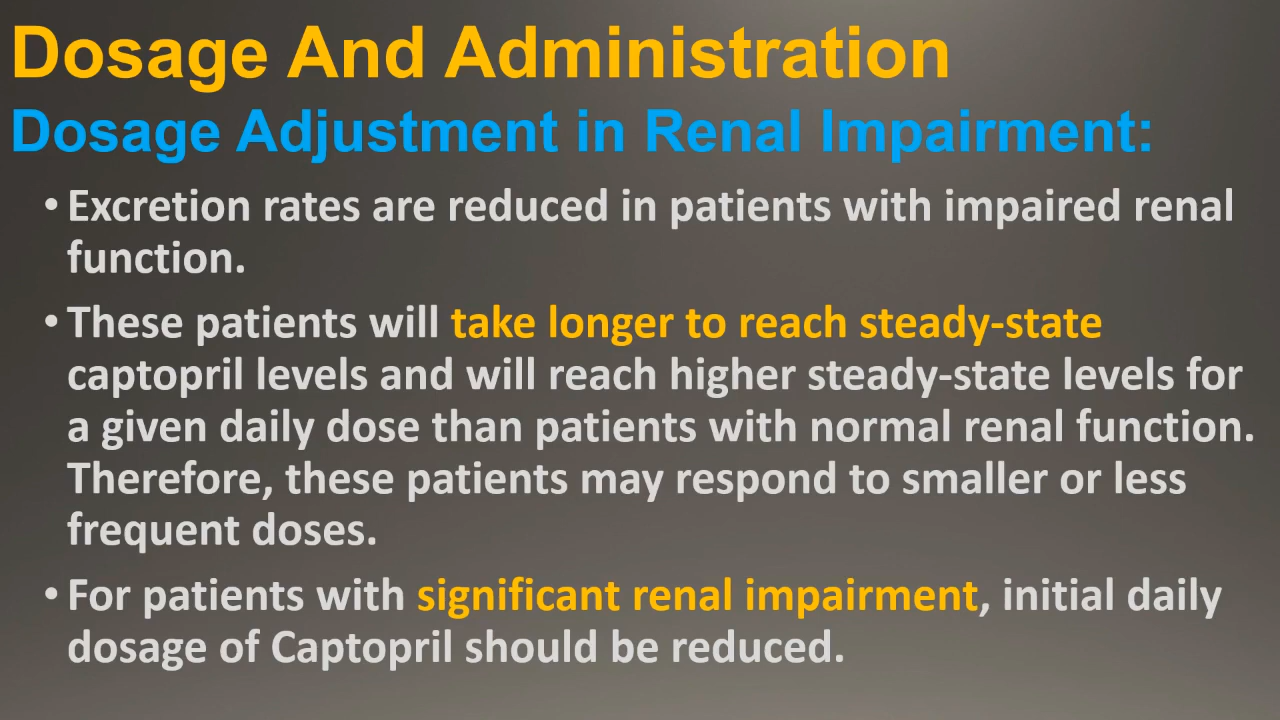 Dosage And Administration
Dosage Adjustment in Renal Impairment:
• Excretion rates are reduced in patients with impaired renal
function.
• These patients will take longer to reach steady-state
captopril levels and will reach higher steady-state levels for
a given daily dose than patients with normal renal function.
Therefore, these patients may respond to smaller or less
frequent doses.
• For patients with significant renal impairment, initial daily
dosage of Captopril should be reduced.